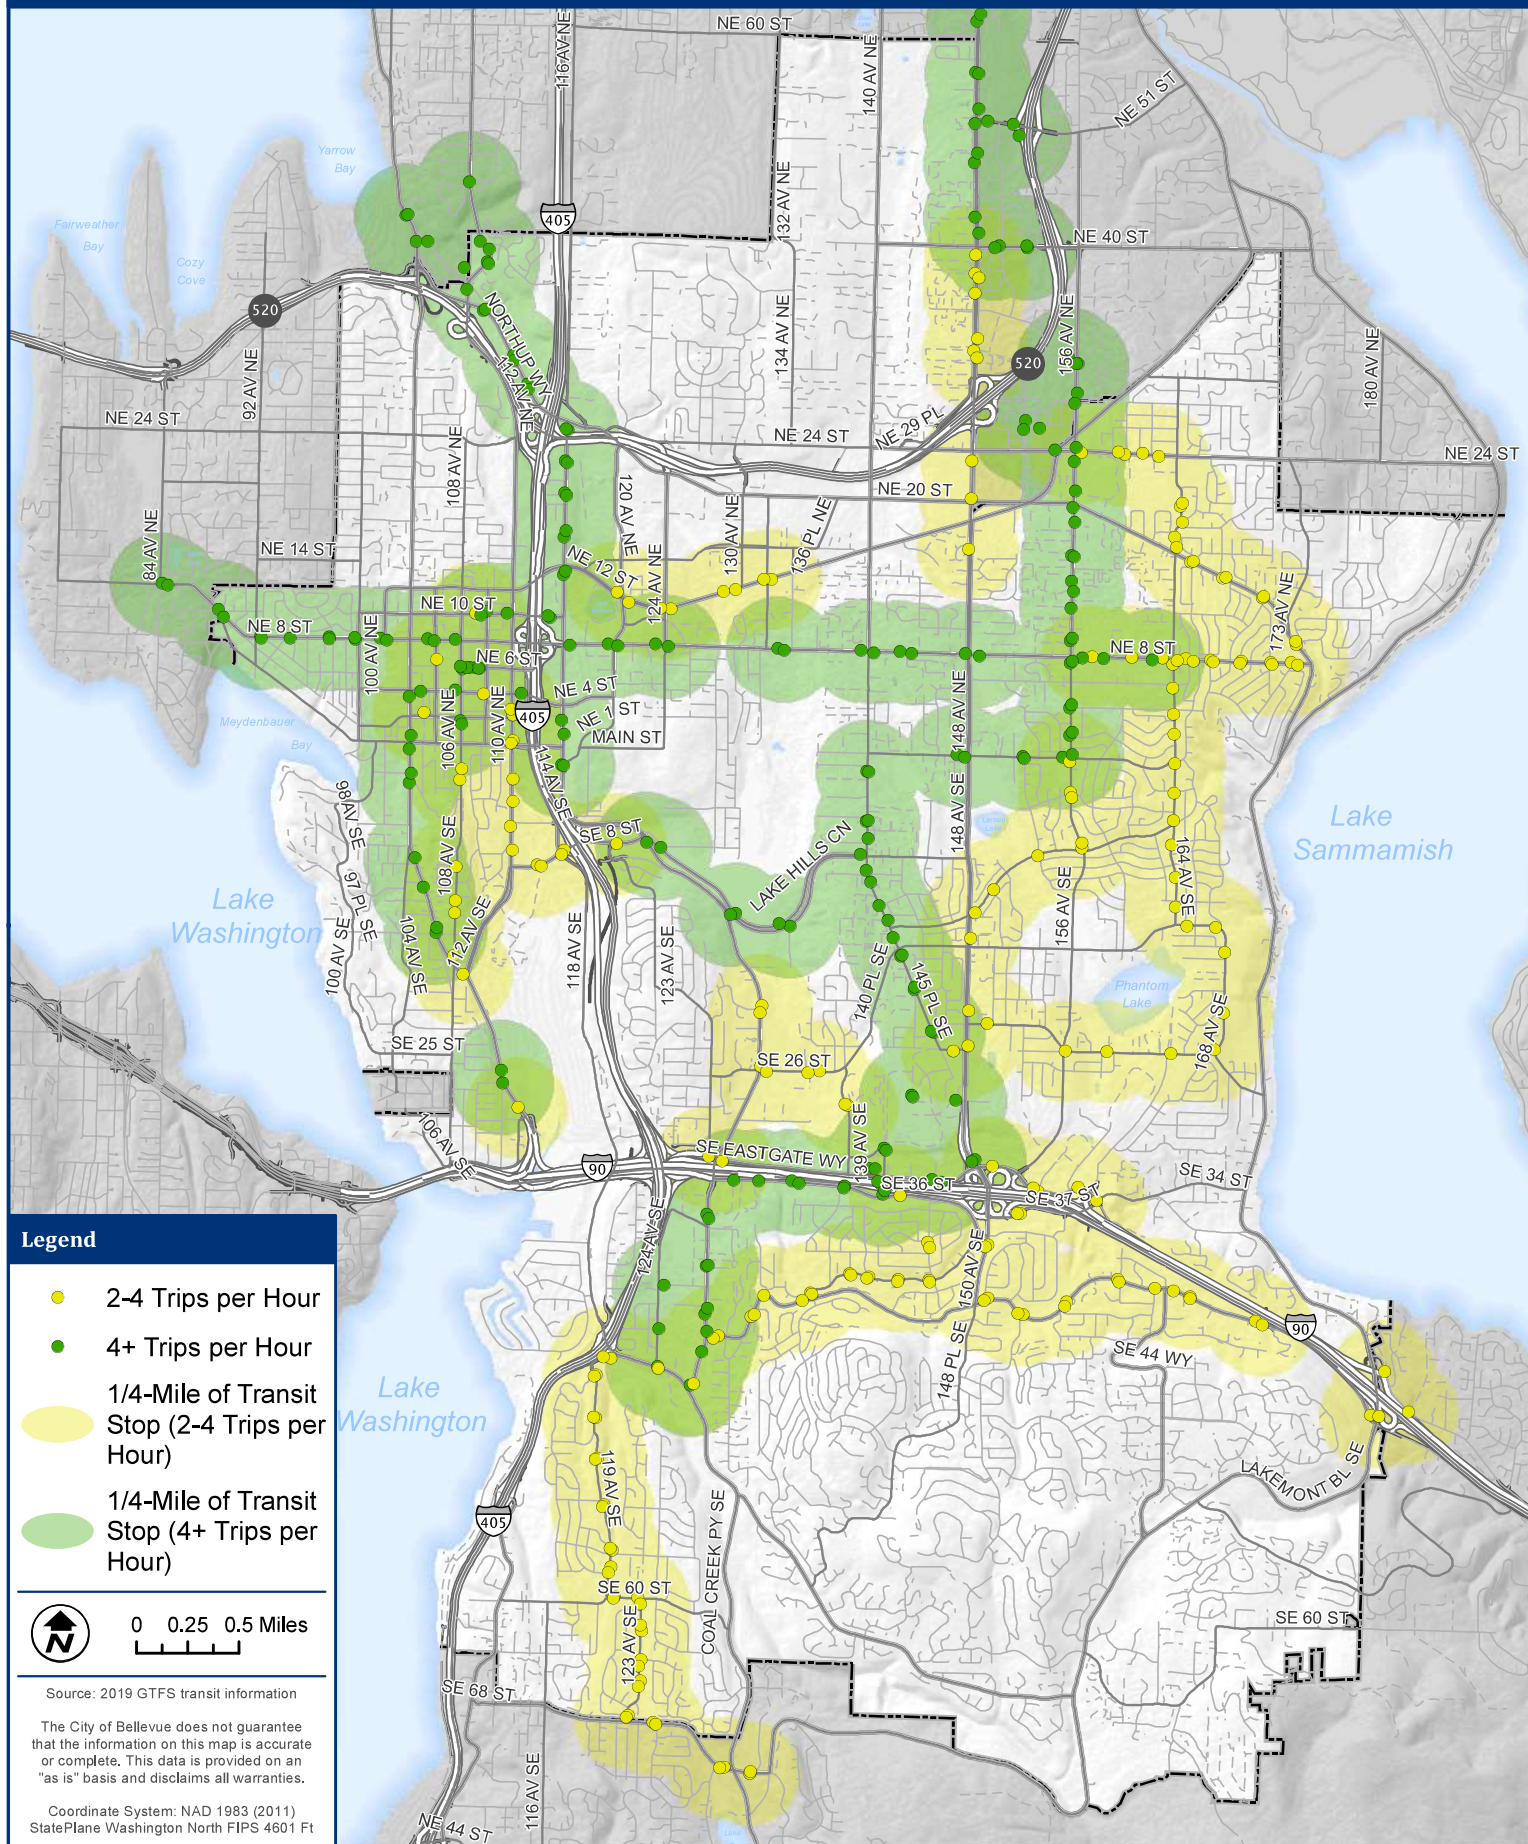 NE 60 ST
116 AV NE
140 AV NE
NE 51 ST
Yarrow
Bay
132 AV NE
Fairweather
Bay
405
NE 40 ST
Cozy
Cove
520
NORTHUP WY
134 AV NE
156 AV NE
520
180 AV NE
112 AV NE
92 AV NE
NE 24 ST
NE 24 ST
NE 29 PL
NE 24 ST
108 AV NE
120 AV NE
NE 20 ST
84 AV NE
130 AV NE
136 PL NE
NE 14 ST
NE 12 ST
124 AV NE
173 AV NE
NE 10 ST
NE 8 ST
100 AV NE
NE 6 ST
NE 8 ST
NE 4 ST
106 AV NE
110 AV NE
405
NE 1 ST
148 AV NE
Meydenbauer
Bay
MAIN ST
114 AV SE
98 AV SE
SE 8 ST
148 AV SE
Larsen
Lake
Lake
Sammamish
108 AV SE
LAKE HILLS CN
164 AV SE
97 PL SE
Lake
Washington
100 AV SE
104 AV SE
112 AV SE
118 AV SE
123 AV SE
156 AV SE
140 PL SE
145 PL SE
Phantom
Lake
168 AV SE
SE 25 ST
SE 26 ST
106 AV SE
139 AV SE
90
SE EASTGATE WY
SE 36 ST
SE 37 ST
SE 34 ST
124 AV SE
150 AV SE
148 PL SE
90
SE 44 WY
Lake
Washington
LAKEMONT BL SE
119 AV SE
405
COAL CREEK PY SE
SE 60 ST
123 AV SE
SE 60 ST
SE 68 ST
116 AV SE
NE 44 ST
Lake
Legend
2-4 Trips per Hour
4+ Trips per Hour
1/4-Mile of Transit
Stop (2-4 Trips per
Hour)
1/4-Mile of Transit
Stop (4+ Trips per
Hour)
N
0 0.25 0.5 Miles
Source: 2019 GTFS transit information
The City of Bellevue does not guarantee
that the information on this map is accurate
or complete. This data is provided on an
"as is" basis and disclaims all warranties.
Coordinate System: NAD 1983 (2011)
StatePlane Washington North FIPS 4601 Ft